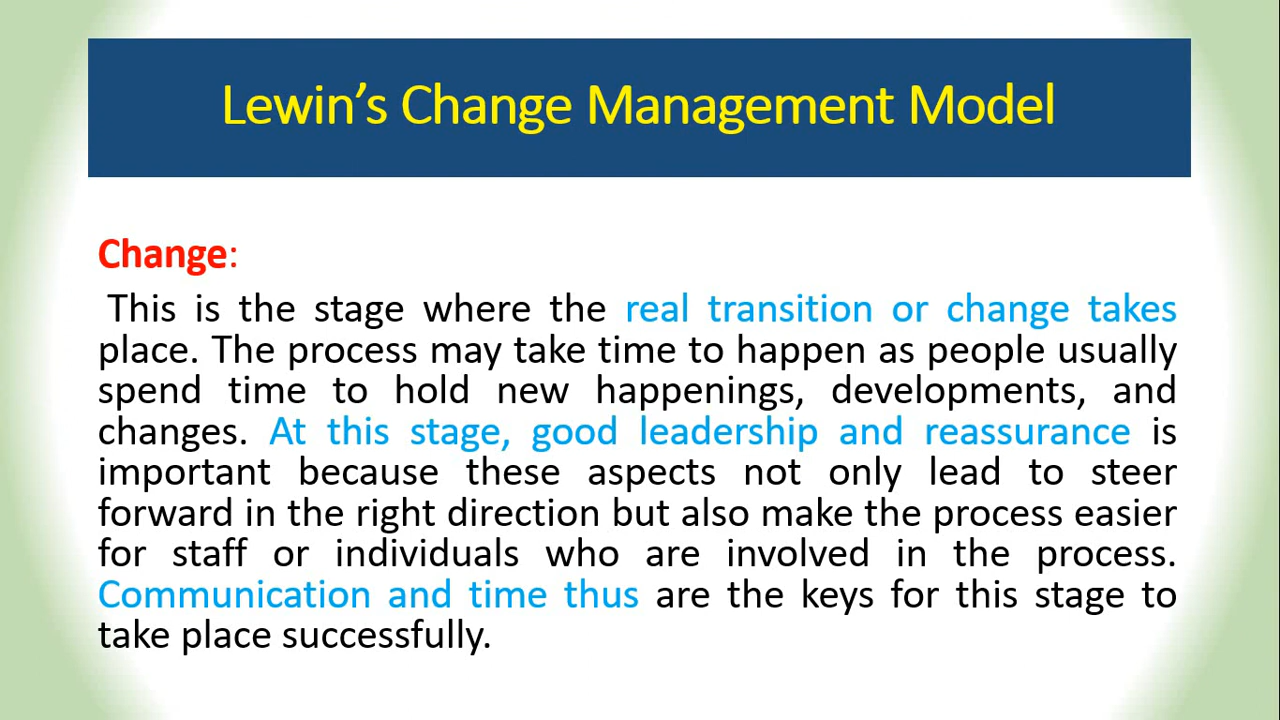 Lewin’s Change Management Model
Change:
This is the stage where the real transition or change takes
place. The process may take time to happen as people usually
spend time to hold new happenings, developments, and
changes. At this stage, good leadership and reassurance is
important because these aspects not only lead to steer
forward in the right direction but also make the process easier
for staff or individuals who are involved in the process.
Communication and time thus are the keys for this stage to
take place successfully.